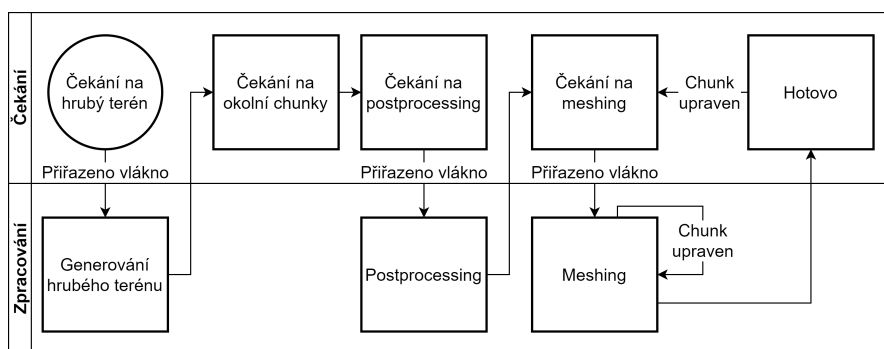 Čekání
Čekání na
hrubý terén
Čekání na
okolní chunky
Čekání na
postprocessing
Čekání na
meshing
Chunk
upraven
Hotovo
Přiřazeno vlákno
Přiřazeno vlákno
Přiřazeno vlákno
Zpracování
Generování
hrubého terénu
Postprocessing
Meshing
Chunk
upraven